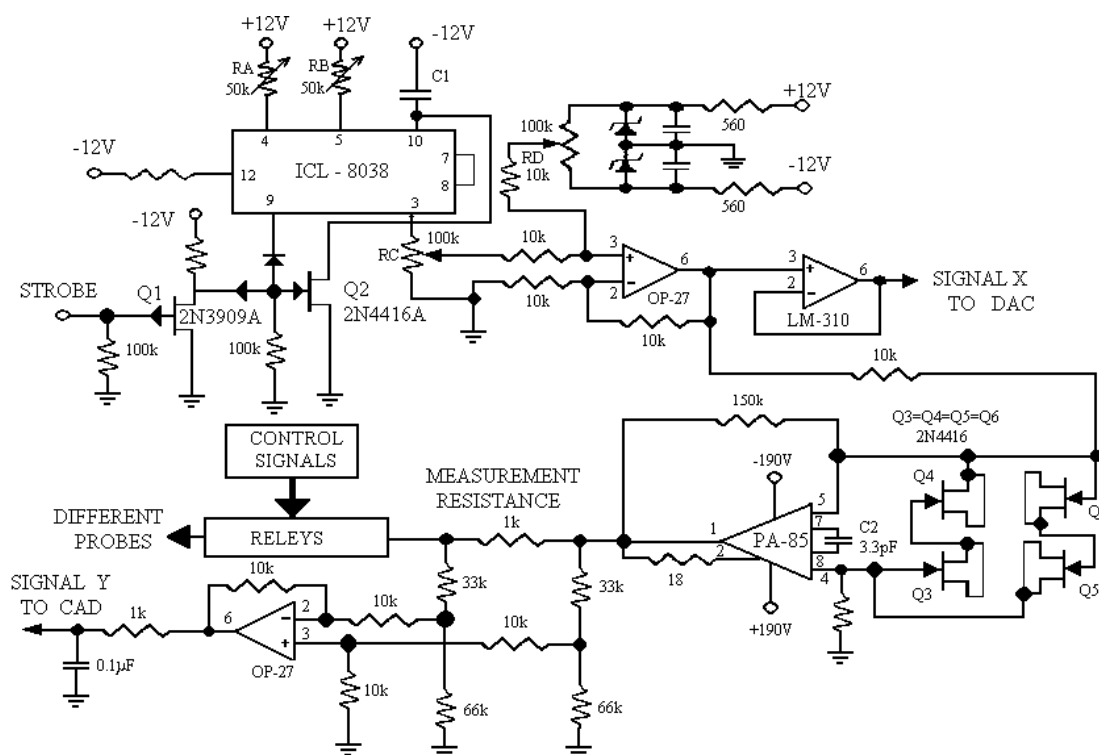 +12V
+12V
-12V
RA
50k
RB
50k
C1
4
5
10
-12V
12
ICL - 8038
7
8
9
3
+12V
560
100k
RD
10k
-12V
560
-12V
RC
100k
10k
3
+
6
-
2
OP-27
10k
10k
3
+
6
2
-
LM-310
SIGNAL X
TO DAC
STROBE
Q1
2N3909A
Q2
2N4416A
100k
100k
10k
150k
Q3=Q4=Q5=Q6
2N4416
CONTROL
SIGNALS
MEASUREMENT
RESISTANCE
-190V
Q4
Q
DIFFERENT
PROBES
RELEYS
1k
1
PA-85
5
7
C2
3.3pF
8
4
2
18
+190V
Q3
Q5
SIGNAL Y
TO CAD
10k
33k
33k
1k
6
2
-
3
+
10k
10k
OP-27
0.1µF
10k
66k
66k